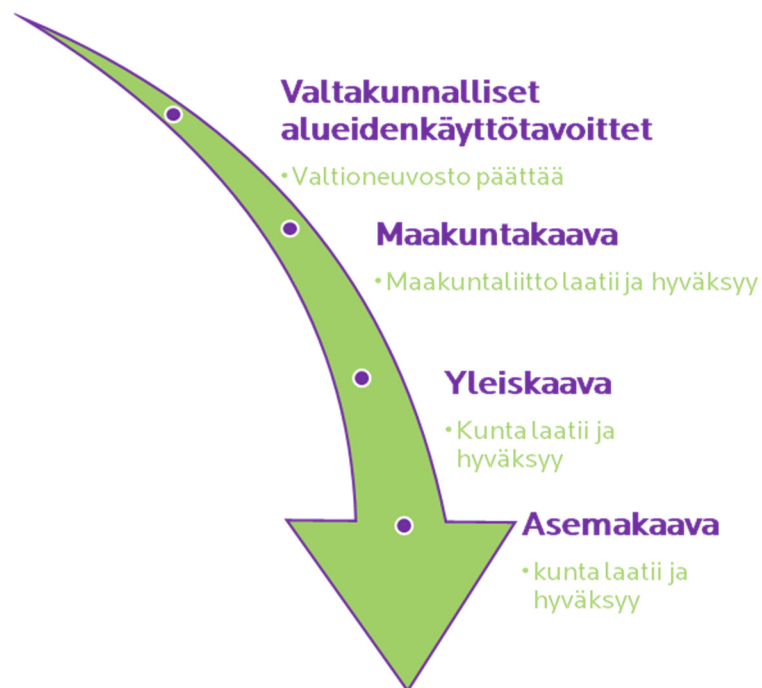 Valtakunnalliset
alueidenkäyttötavoittet
• Valtioneuvosto päättää
Maakuntakaava
• Maakuntaliitto laatii ja hyväksyy
Yleiskaava
• Kunta laatii ja
hyväksyy
Asemakaava
• kunta laatii ja
hyväksyy